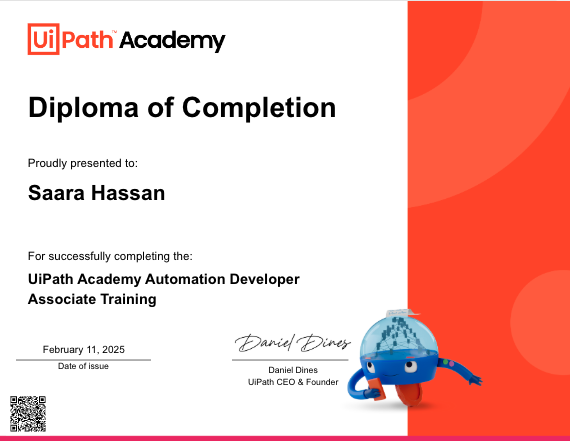 UiPath™ Academy
Diploma of Completion
Proudly presented to:
Saara Hassan
For successfully completing the:
UiPath Academy Automation Developer
Associate Training
February 11, 2025
Date of issue
Daniel Dines
Daniel Dines
UiPath CEO & Founder